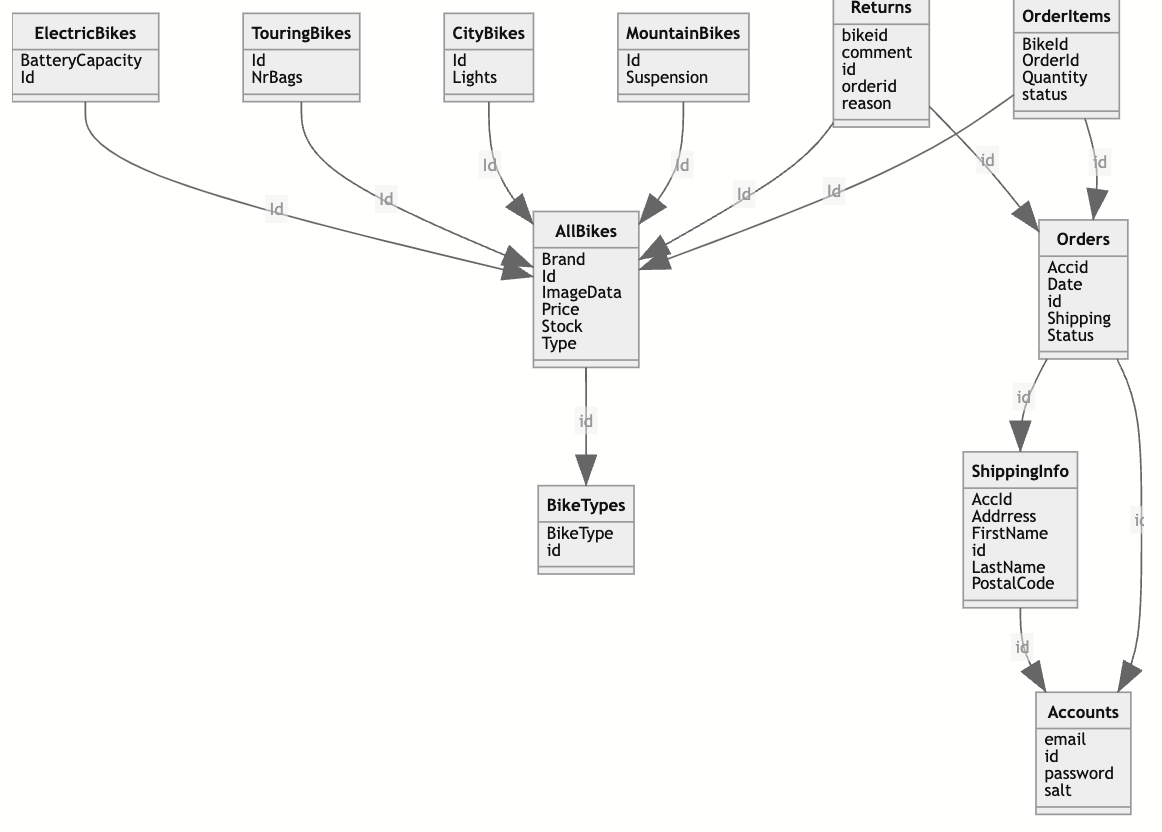 ElectricBikes
BatteryCapacity
Id
TouringBikes
Id
NrBags
CityBikes
Id
Lights
MountainBikes
Id
Suspension
Returns
bikeid
comment
id
orderid
reason
OrderItems
BikeId
OrderId
Quantity
status
Id
Id
Id
Id
Id
Id
id
id
AllBikes
Brand
Id
ImageData
Price
Stock
Type
Orders
Accid
Date
id
Shipping
Status
id
id
BikeTypes
BikeType
id
ShippingInfo
AccId
Addrress
FirstName
id
LastName
PostalCode
id
id
Accounts
email
id
password
salt